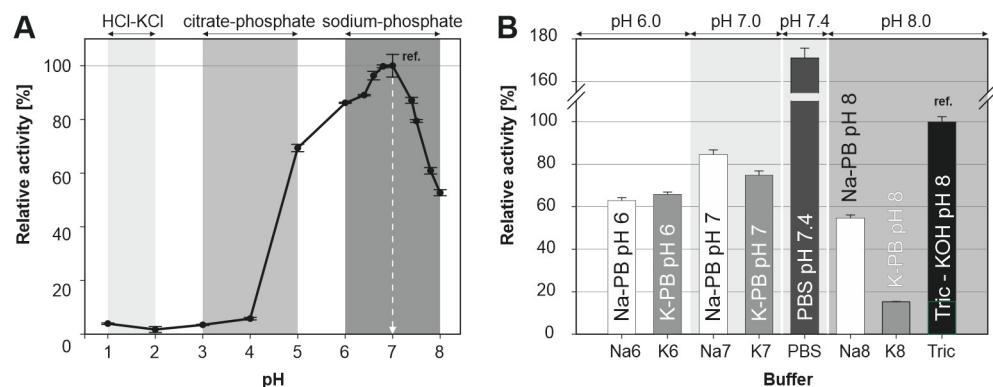 A
HCl-KCl citrate-phosphate sodium-phosphate
Relative activity [%]
100
80
60
40
20
0
ref.
1 2 3 4 5 6 7 8
pH
B
pH 6.0 pH 7.0 pH 7.4 pH 8.0
Relative activity [%]
180
160
100
80
60
40
20
0
Na-PB pH 6
K-PB pH 6
Na-PB pH 7
K-PB pH 7
PBS pH 7.4
Na-PB pH 8
K-PB pH 8
ref.
Tric - KOH pH 8
Na6 K6 Na7 K7 PBS Na8 K8 Tric
Buffer